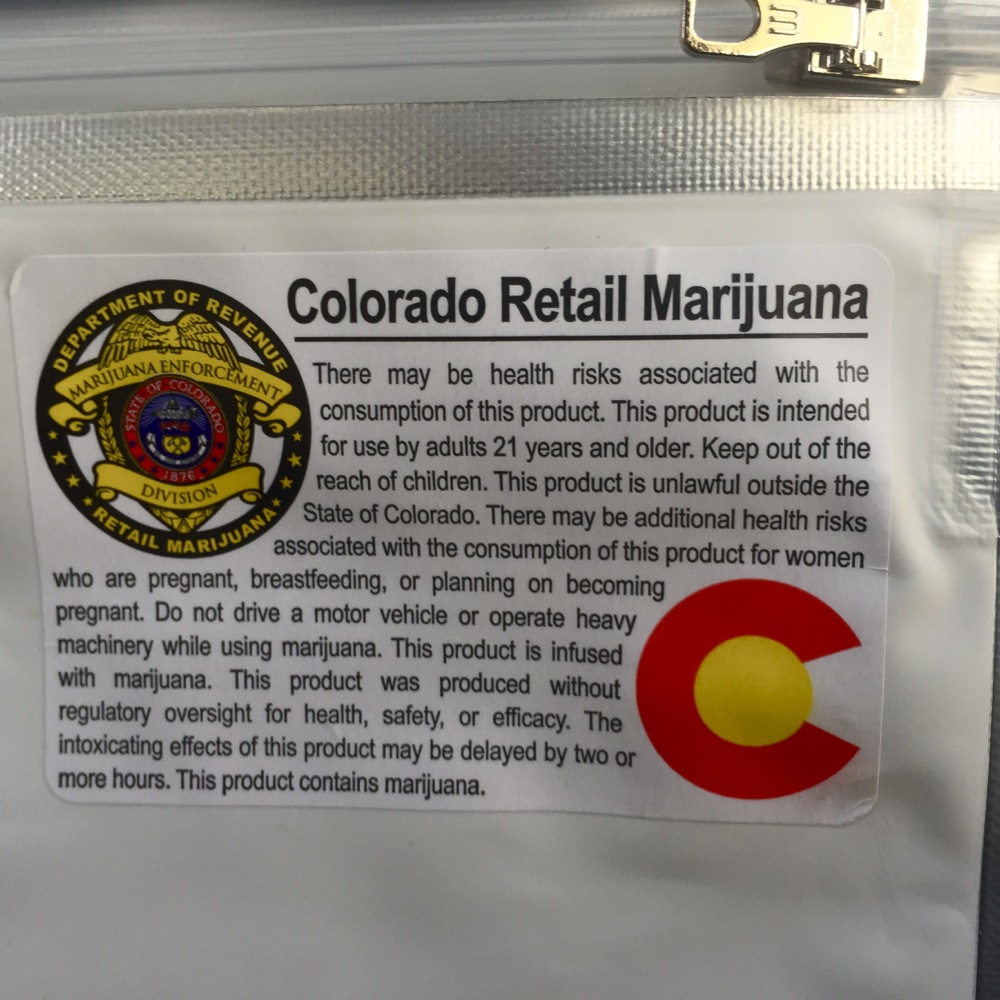 Colorado Retail Marijuana
DEPARTMENT OF REVENUE
MARIJUANA ENFORCEMENT
STATE OF COLORADO
1876
DIVISION
RETAIL MARIJUANA
There may be health risks associated with the
consumption of this product. This product is intended
for use by adults 21 years and older. Keep out of the
reach of children. This product is unlawful outside the
State of Colorado. There may be additional health risks
associated with the consumption of this product for women
who are pregnant, breastfeeding, or planning on becoming
pregnant. Do not drive a motor vehicle or operate heavy
machinery while using marijuana. This product is infused
with marijuana. This product was produced without
regulatory oversight for health, safety, or efficacy. The
intoxicating effects of this product may be delayed by two or
more hours. This product contains marijuana.